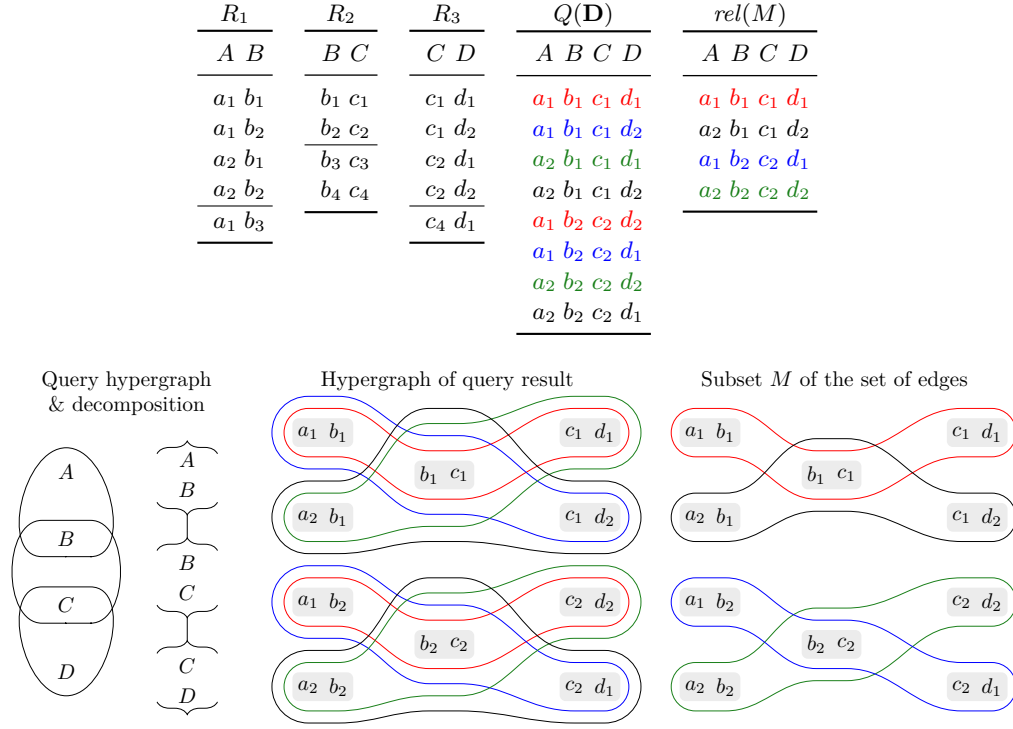 R₁ R₂ R₃ Q(D) rel(M)
A B B C C D A B C D A B C D
a₁ b₁ b₁ c₁ c₁ d₁ a₁ b₁ c₁ d₁ a₁ b₁ c₁ d₁
a₁ b₂ b₂ c₂ c₁ d₂ a₁ b₁ c₁ d₂ a₂ b₁ c₁ d₂
a₂ b₁ b₃ c₃ c₂ d₁ a₂ b₁ c₁ d₁ a₁ b₂ c₂ d₁
a₂ b₂ b₄ c₄ c₂ d₂ a₂ b₁ c₁ d₂ a₂ b₂ c₂ d₂
a₁ b₃ c₄ d₁ a₁ b₂ c₂ d₂
a₁ b₂ c₂ d₁
a₂ b₂ c₂ d₂
a₂ b₂ c₂ d₁
Query hypergraph
& decomposition
A
B
C
D
A
B
B
C
C
D
Hypergraph of query result
a₁ b₁ c₁ d₁
b₁ c₁
a₂ b₁ c₁ d₂
a₁ b₂ c₂ d₂
b₂ c₂
a₂ b₂ c₂ d₁
Subset M of the set of edges
a₁ b₁ c₁ d₁
b₁ c₁
a₂ b₁ c₁ d₂
a₁ b₂ c₂ d₂
b₂ c₂
a₂ b₂ c₂ d₁